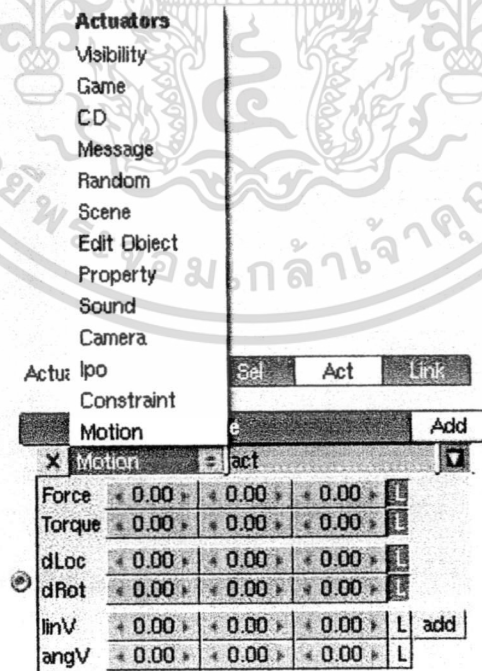 Actuators
Visibility
Game
CD
Message
Random
Scene
Edit Object
Property
Sound
Camera
Actua Ipo Sel Act Link
Constraint
Motion e Add
X Motion act
Force 0.00 0.00 0.00 L
Torque 0.00 0.00 0.00 L
dLoc 0.00 0.00 0.00 L
dRot 0.00 0.00 0.00 L
linV 0.00 0.00 0.00 L add
angV 0.00 0.00 0.00 L